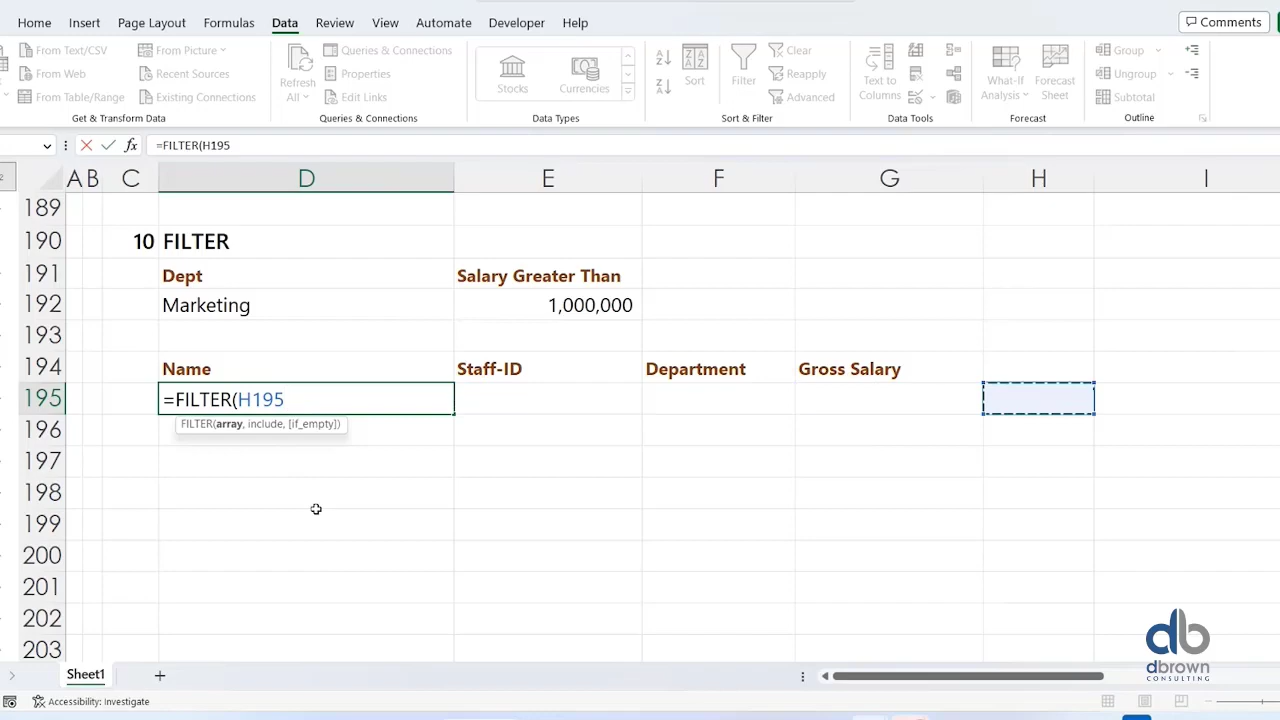 Home Insert Page Layout Formulas Data Review View Automate Developer Help Comments
From Text/CSV From Picture Queries & Connections Clear Group
From Web Recent Sources Properties Reapply Ungroup
From Table/Range Existing Connections Edit Links Advanced Subtotal
Refresh All Stocks Currencies Sort Filter Text to Columns What-If Analysis Forecast Sheet
Get & Transform Data Queries & Connections Data Types Sort & Filter Data Tools Forecast Outline
fx =FILTER(H195
A B C D E F G H I
189
190 10 FILTER
191 Dept Salary Greater Than
192 Marketing 1,000,000
193
194 Name Staff-ID Department Gross Salary
195 =FILTER(H195
196 FILTER(array, include, [if_empty])
197
198
199
200
201
202
203
db
dbrown
CONSULTING
Sheet1
Accessibility: Investigate